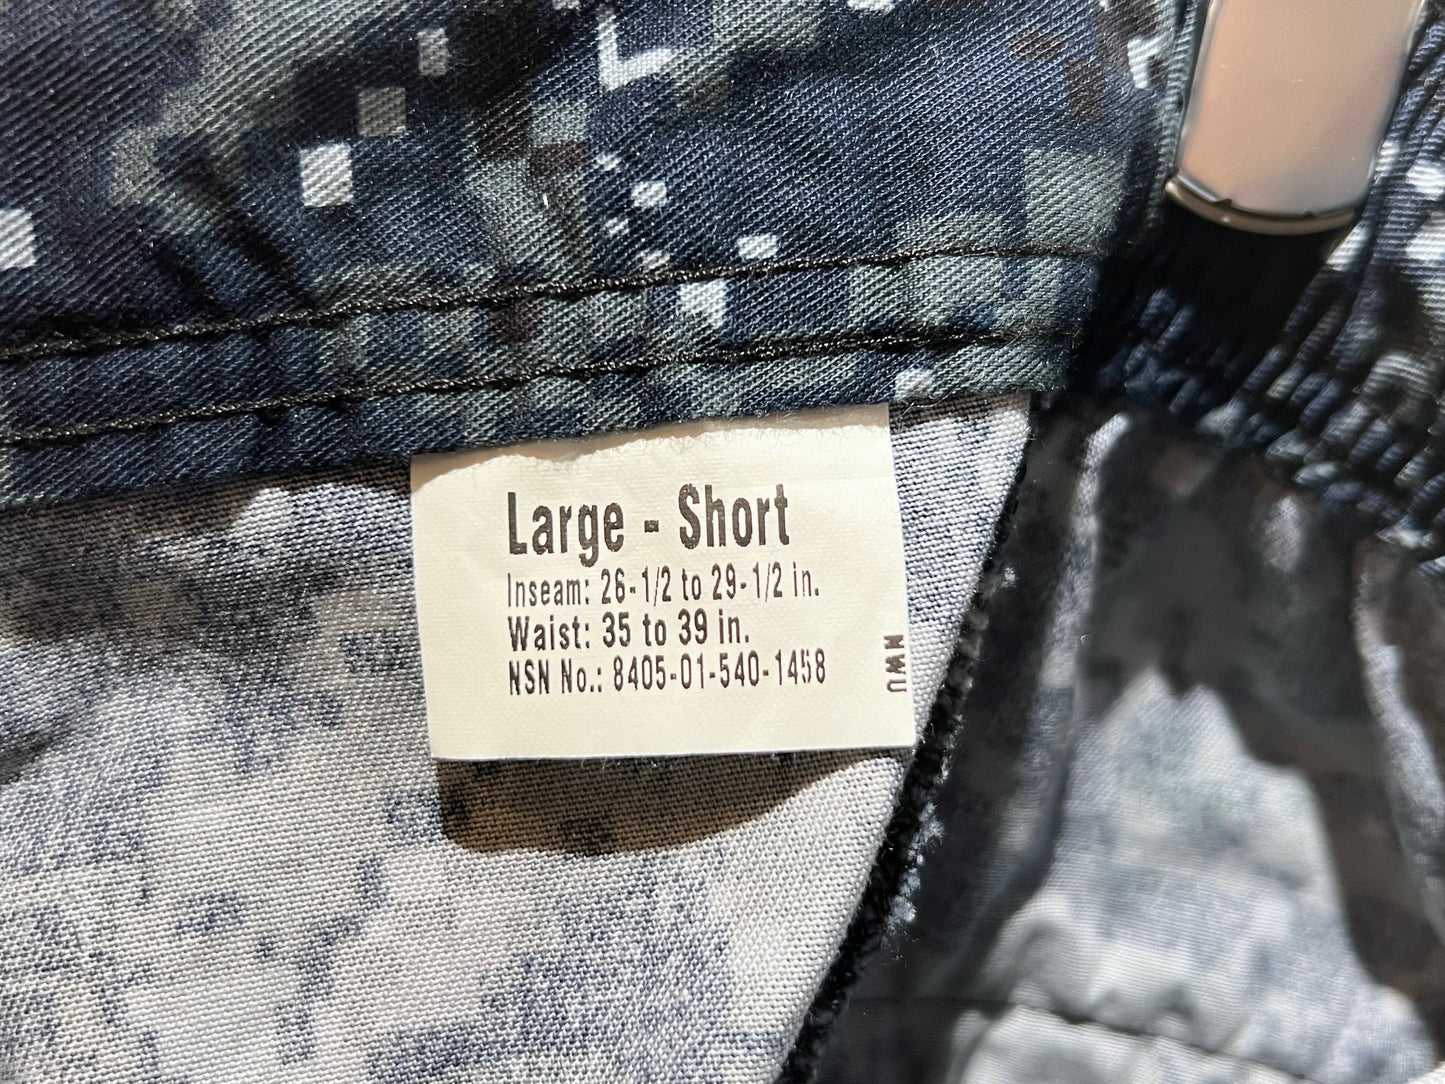 Large - Short
Inseam: 26-1/2 to 29-1/2 in.
Waist: 35 to 39 in.
NSN No.: 8405-01-540-1458
NWU